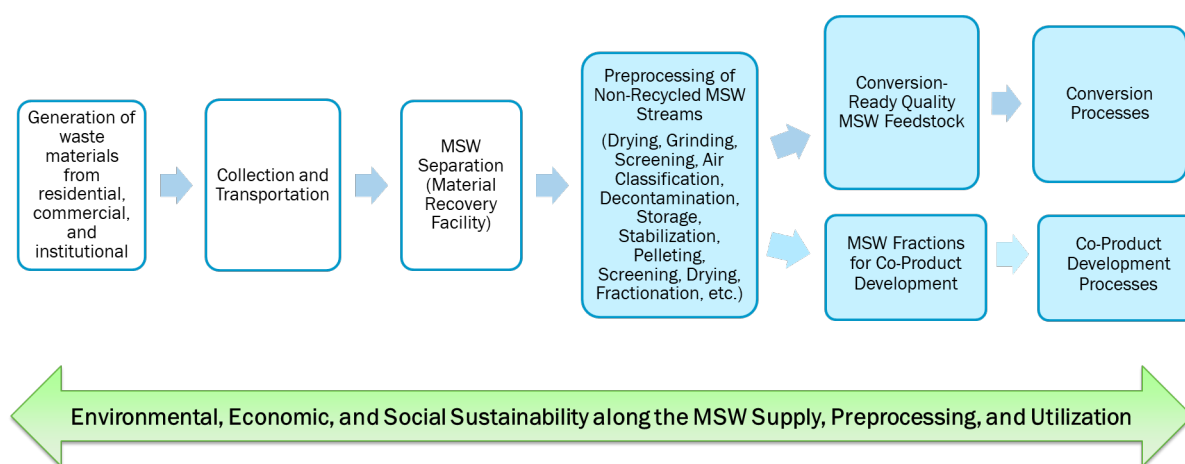 Generation of
waste
materials
from
residential,
commercial,
and
institutional
Collection and
Transportation
MSW
Separation
(Material
Recovery
Facility)
Preprocessing of
Non-Recycled MSW
Streams
(Drying, Grinding,
Screening, Air
Classification,
Decontamination,
Storage,
Stabilization,
Pelleting,
Screening, Drying,
Fractionation, etc.)
Conversion-
Ready Quality
MSW Feedstock
Conversion
Processes
MSW Fractions
for Co-Product
Development
Co-Product
Development
Processes
Environmental, Economic, and Social Sustainability along the MSW Supply, Preprocessing, and Utilization